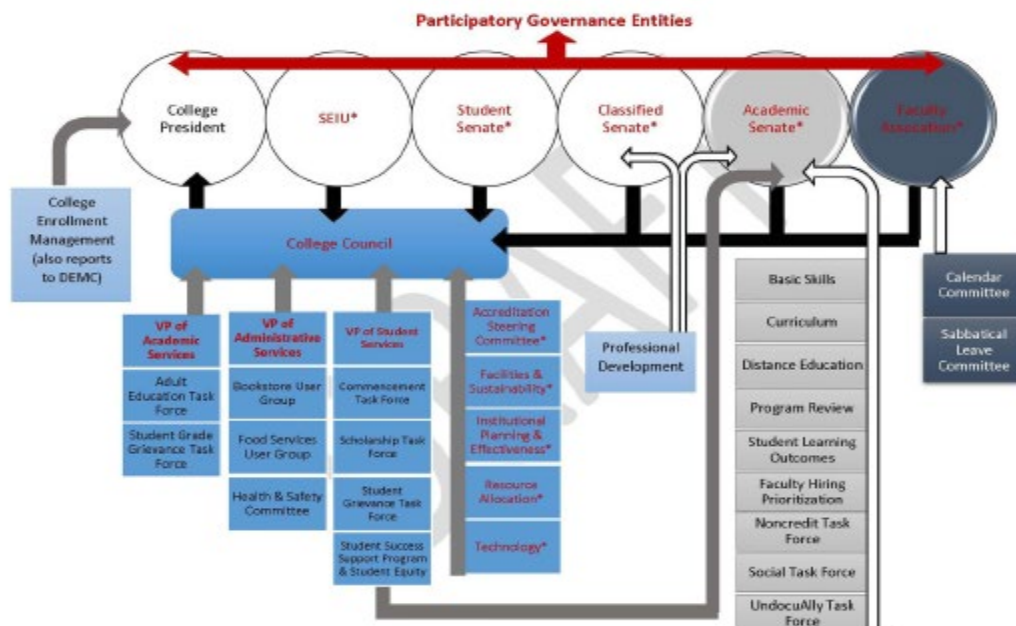 Participatory Governance Entities
College
President
SEIU*
Student
Senate*
Classified
Senate*
Academic
Senate*
Faculty
Association*
College
Enrollment
Management
(also reports
to DEMC)
College Council
VP of
Academic
Services
Adult
Education Task
Force
Student Grade
Grievance Task
Force
VP of
Administrative
Services
Bookstore User
Group
Food Services
User Group
Health & Safety
Committee
VP of Student
Services
Commencement
Task Force
Scholarship Task
Force
Student
Grievance Task
Force
Student Success
Support Program
& Student Equity
Accreditation
Steering
Committee*
Facilities &
Sustainability*
Institutional
Planning &
Effectiveness*
Resource
Allocation*
Technology*
Professional
Development
Basic Skills
Curriculum
Distance Education
Program Review
Student Learning
Outcomes
Faculty Hiring
Prioritization
Noncredit Task
Force
Social Task Force
UndocuAlly Task
Force
Calendar
Committee
Sabbatical
Leave
Committee
DRAFT